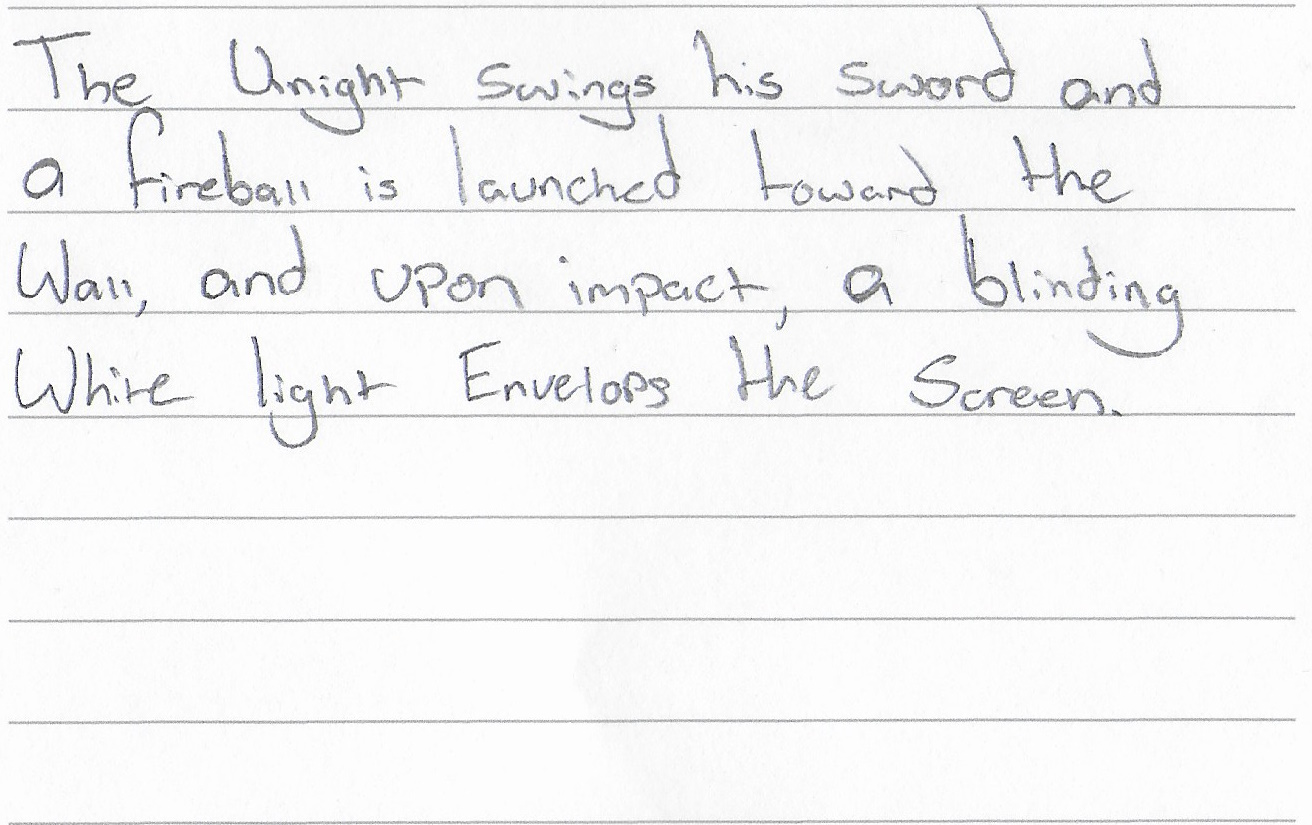 The Unight swings his sword and
a fireball is launched toward the
Wall, and upon impact, a blinding
White light Envelops the Screen.